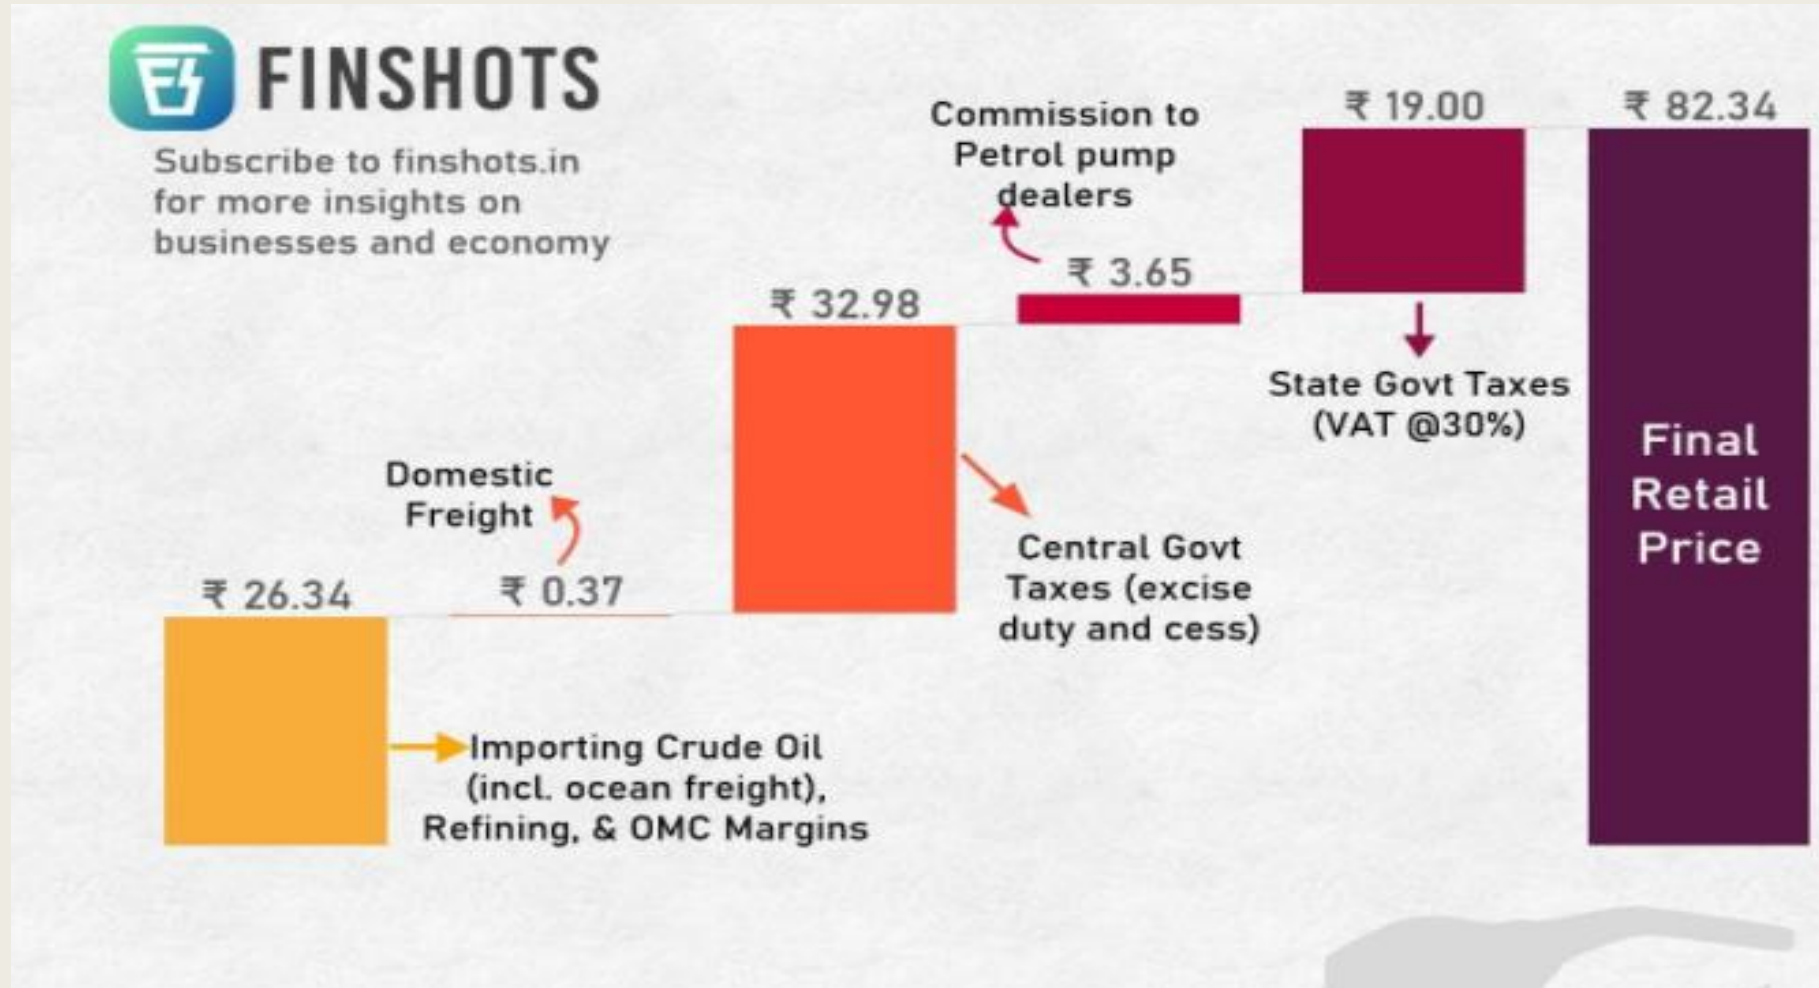 FINSHOTS
Subscribe to finshots.in
for more insights on
businesses and economy
₹ 26.34
Importing Crude Oil
(incl. ocean freight),
Refining, & OMC Margins
Domestic
Freight
₹ 0.37
₹ 32.98
Central Govt
Taxes (excise
duty and cess)
Commission to
Petrol pump
dealers
₹ 3.65
₹ 19.00
State Govt Taxes
(VAT @30%)
₹ 82.34
Final
Retail
Price